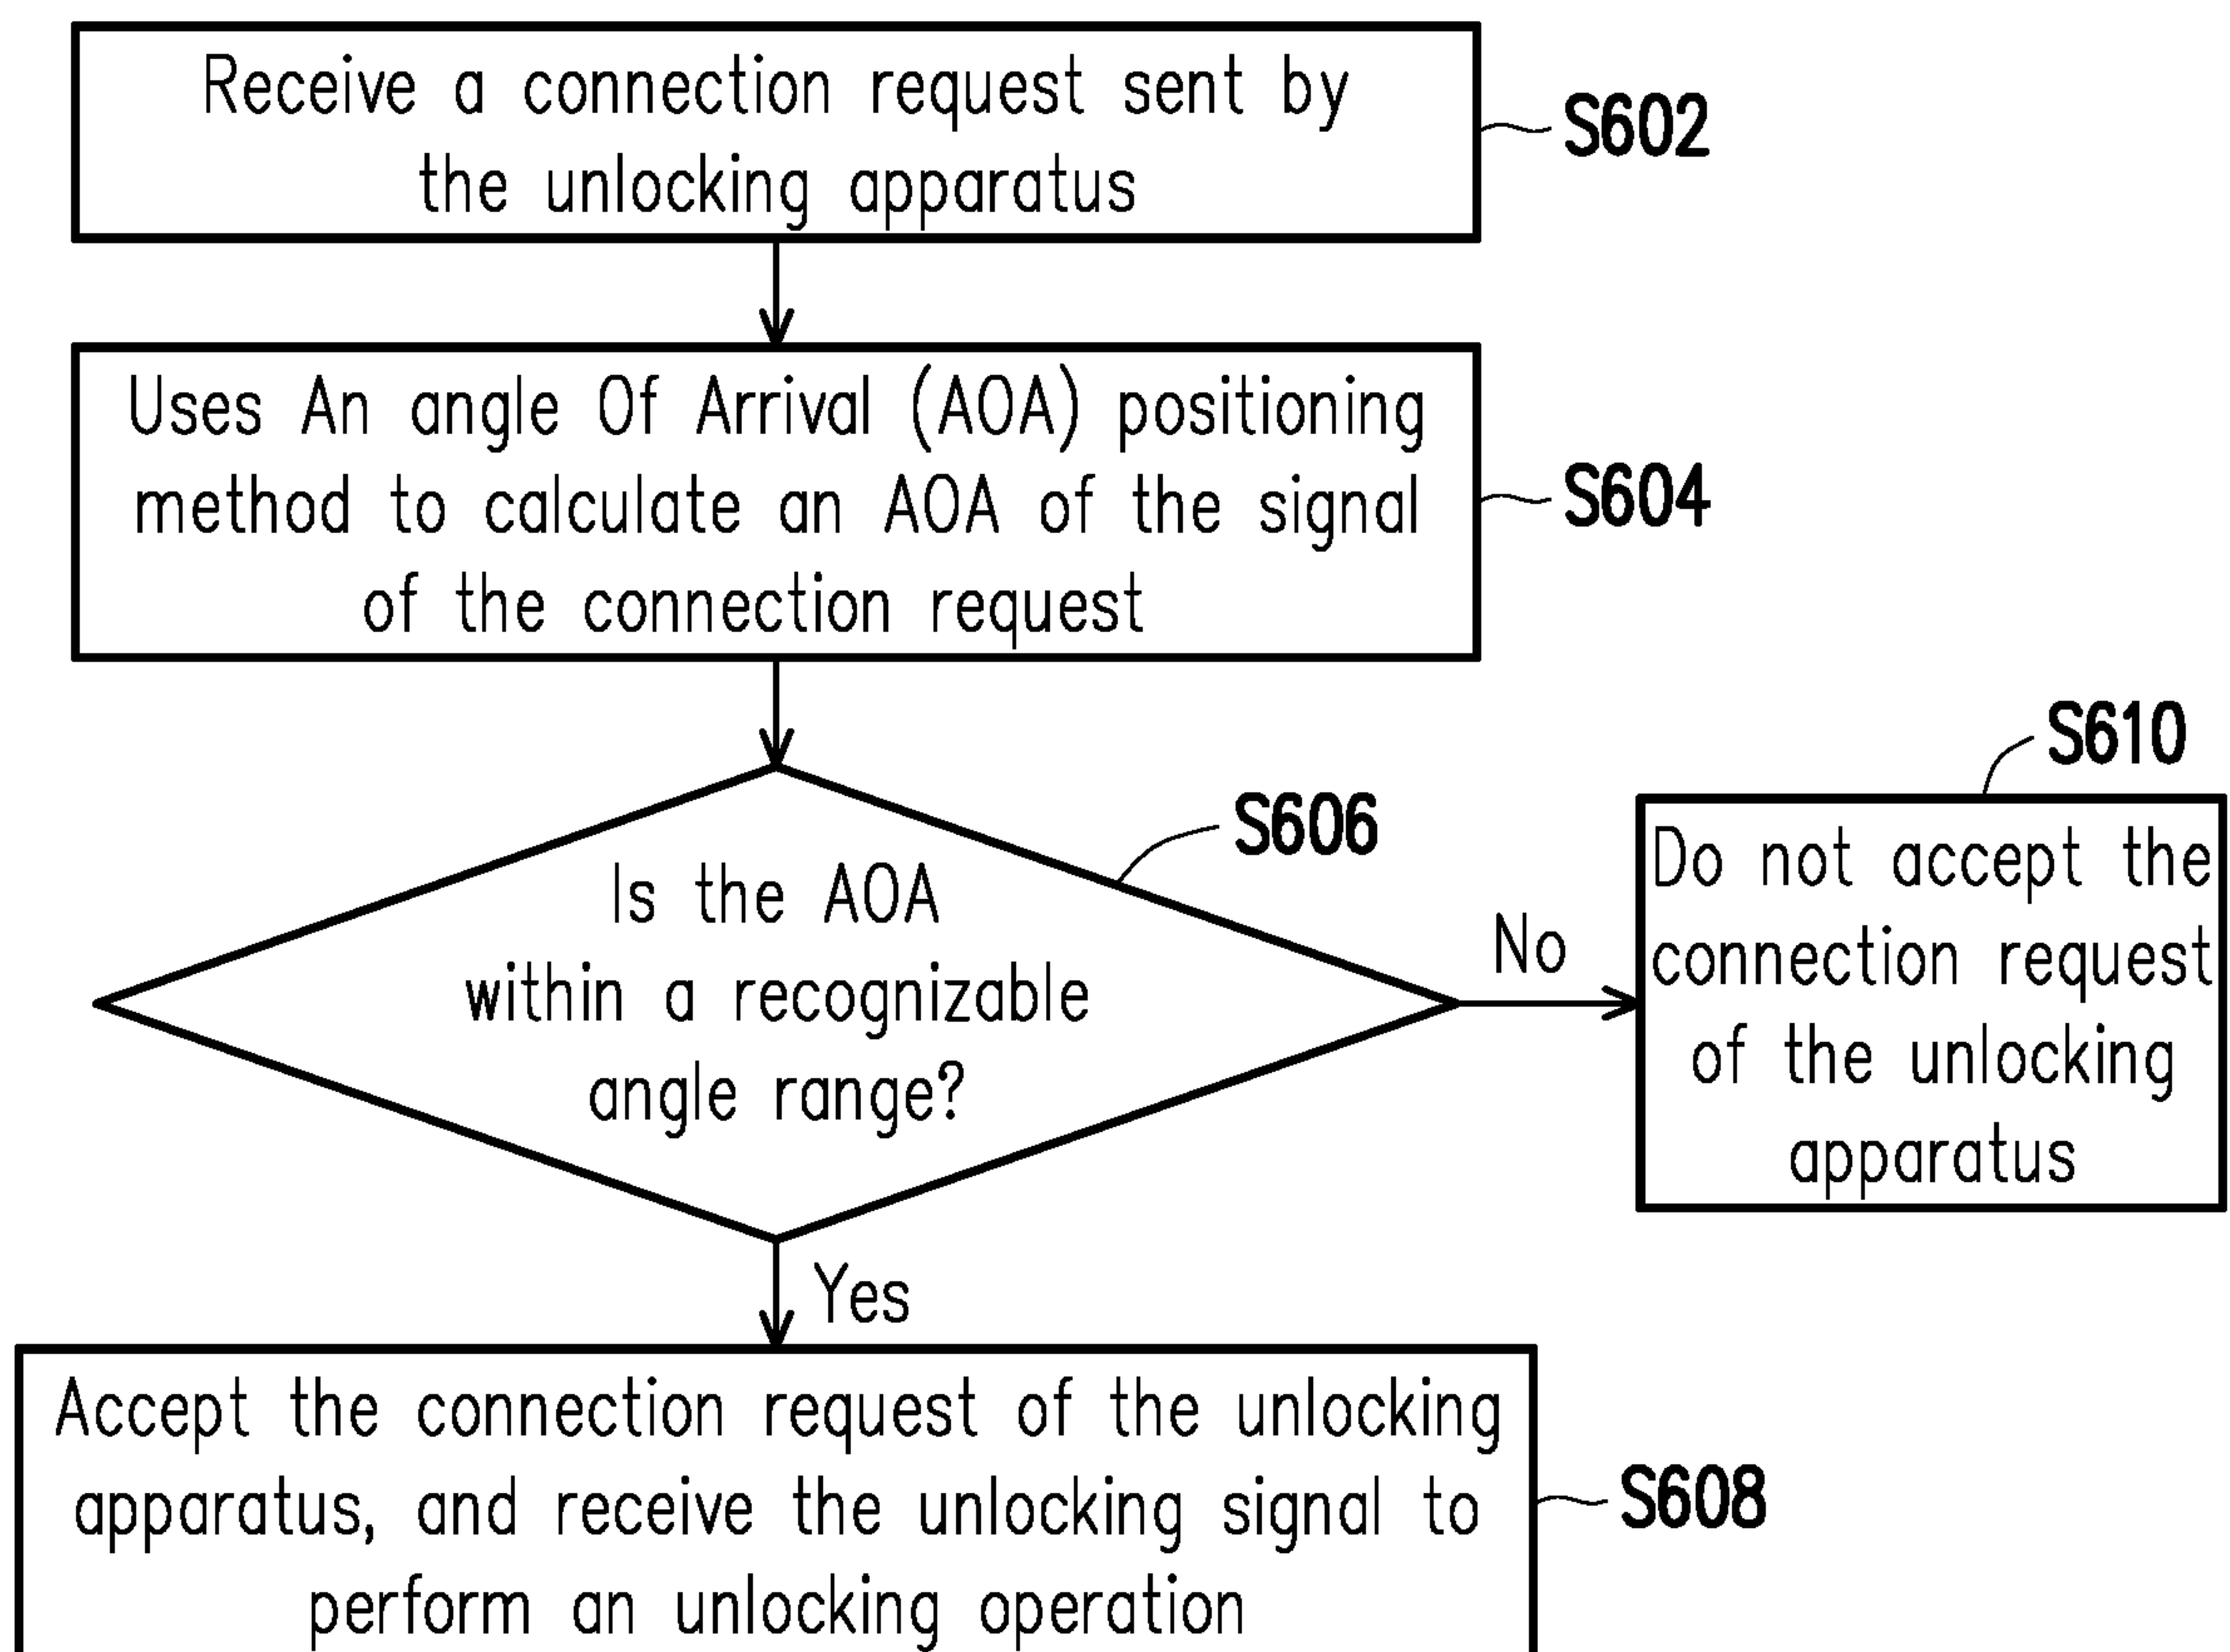 Receive a connection request sent by
the unlocking apparatus
S602
Uses An angle Of Arrival (AOA) positioning
method to calculate an AOA of the signal
of the connection request
S604
Is the AOA
within a recognizable
angle range?
S606
No
S610
Do not accept the
connection request
of the unlocking
apparatus
Yes
Accept the connection request of the unlocking
apparatus, and receive the unlocking signal to
perform an unlocking operation
S608